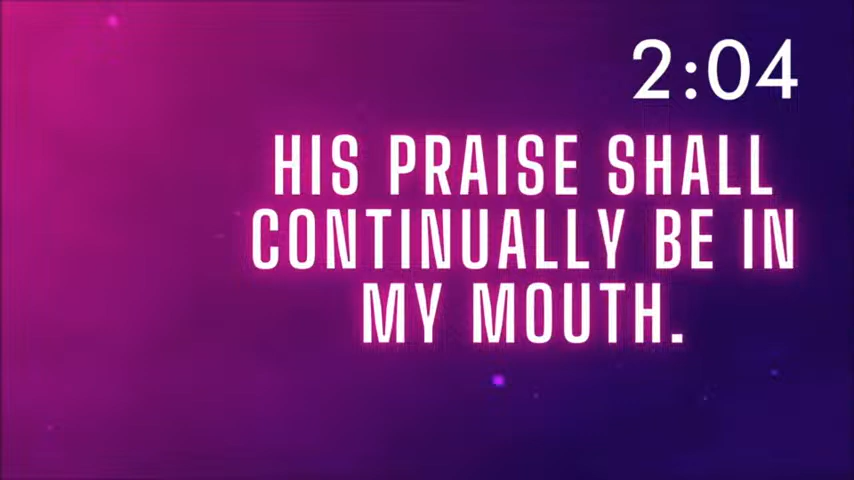 2:04
HIS PRAISE SHALL
CONTINUALLY BE IN
MY MOUTH.